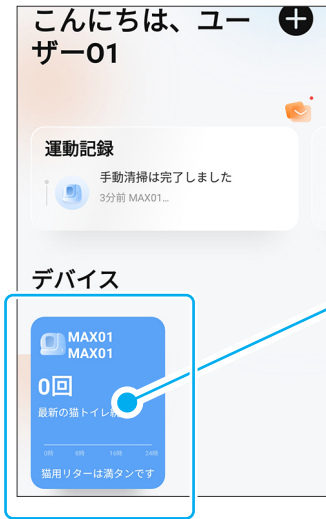 こんにちは、ユー
ザー01
運動記録
手動清掃は完了しました
3分前 MAX01...
デバイス
MAX01
MAX01
0回
最新の猫トイレ
0時 6時 16時 24時
猫用リターは満タンです